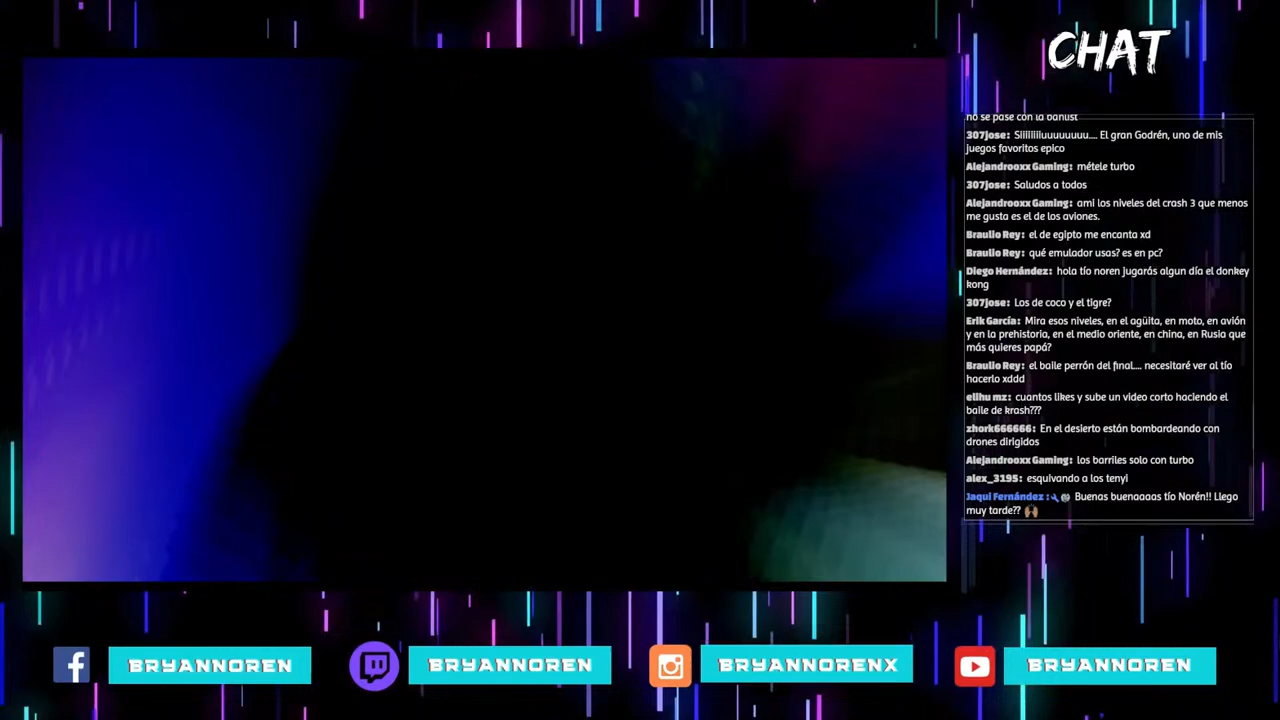 CHAT
no se pase con la banlist
307jose: Siiiiiiiiuuuuuuuu.... El gran Godrén, uno de mis
juegos favoritos epico
Alejandrooxx Gaming: métele turbo
307jose: Saludos a todos
Alejandrooxx Gaming: ami los niveles del crash 3 que menos
me gusta es el de los aviones.
Braulio Rey: el de egipto me encanta xd
Braulio Rey: qué emulador usas? es en pc?
Diego Hernández: hola tío noren jugarás algun día el donkey
kong
307jose: Los de coco y el tigre?
Erik García: Mira esos niveles, en el agüita, en moto, en avión
y en la prehistoria, en el medio oriente, en china, en Rusia que
más quieres papá?
Braulio Rey: el baile perrón del final.... necesitaré ver al tío
hacerlo xddd
elihu mz: cuantos likes y sube un video corto haciendo el
baile de krash???
zhork666666: En el desierto están bombardeando con
drones dirigidos
Alejandrooxx Gaming: los barriles solo con turbo
alex_3195: esquivando a los tenyi
Jaqui Fernández: Buenas buenaaaas tío Norén!! Llego
muy tarde??
BRYANNOREN
BRYANNOREN
BRYANNORENX
BRYANNOREN